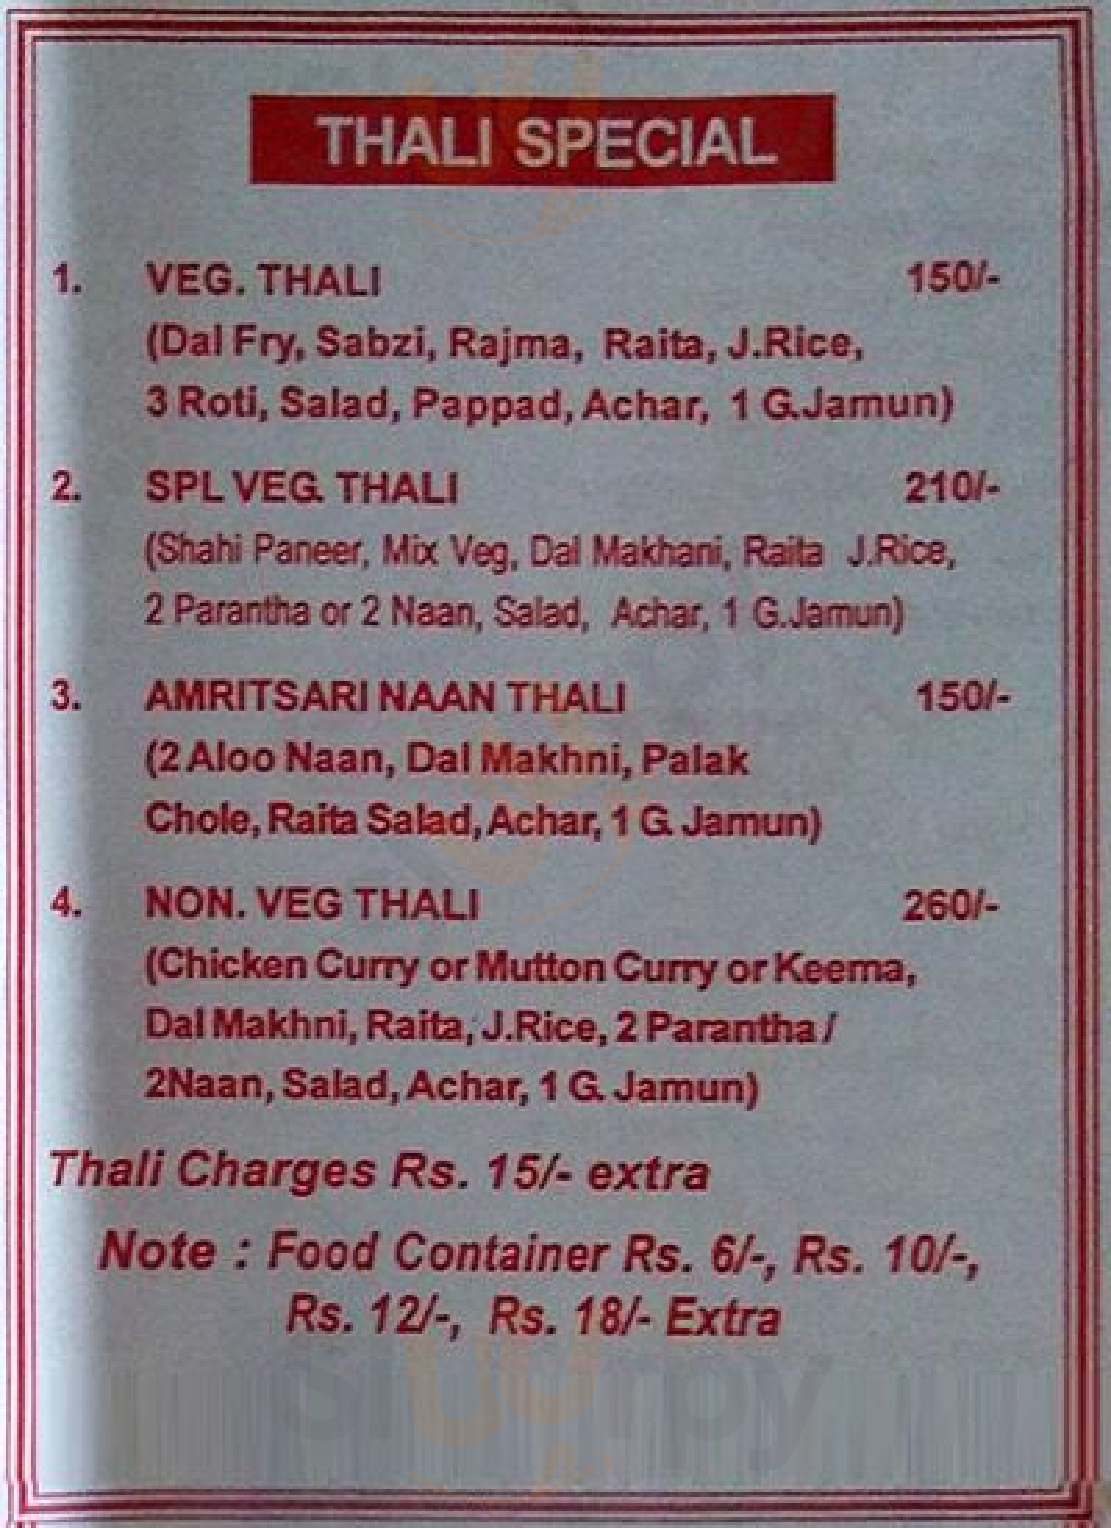 THALI SPECIAL
1. VEG. THALI 150/-
(Dal Fry, Sabzi, Rajma, Raita, J.Rice,
3 Roti, Salad, Pappad, Achar, 1 G.Jamun)
2. SPL VEG. THALI 210/-
(Shahi Paneer, Mix Veg, Dal Makhani, Raita J.Rice,
2 Parantha or 2 Naan, Salad, Achar, 1 G.Jamun)
3. AMRITSARI NAAN THALI 150/-
(2 Aloo Naan, Dal Makhni, Palak
Chole, Raita Salad, Achar, 1 G. Jamun)
4. NON. VEG THALI 260/-
(Chicken Curry or Mutton Curry or Keema,
Dal Makhni, Raita, J.Rice, 2 Parantha /
2Naan, Salad, Achar, 1 G. Jamun)
Thali Charges Rs. 15/- extra
Note : Food Container Rs. 6/-, Rs. 10/-,
Rs. 12/-, Rs. 18/- Extra
slurrpy